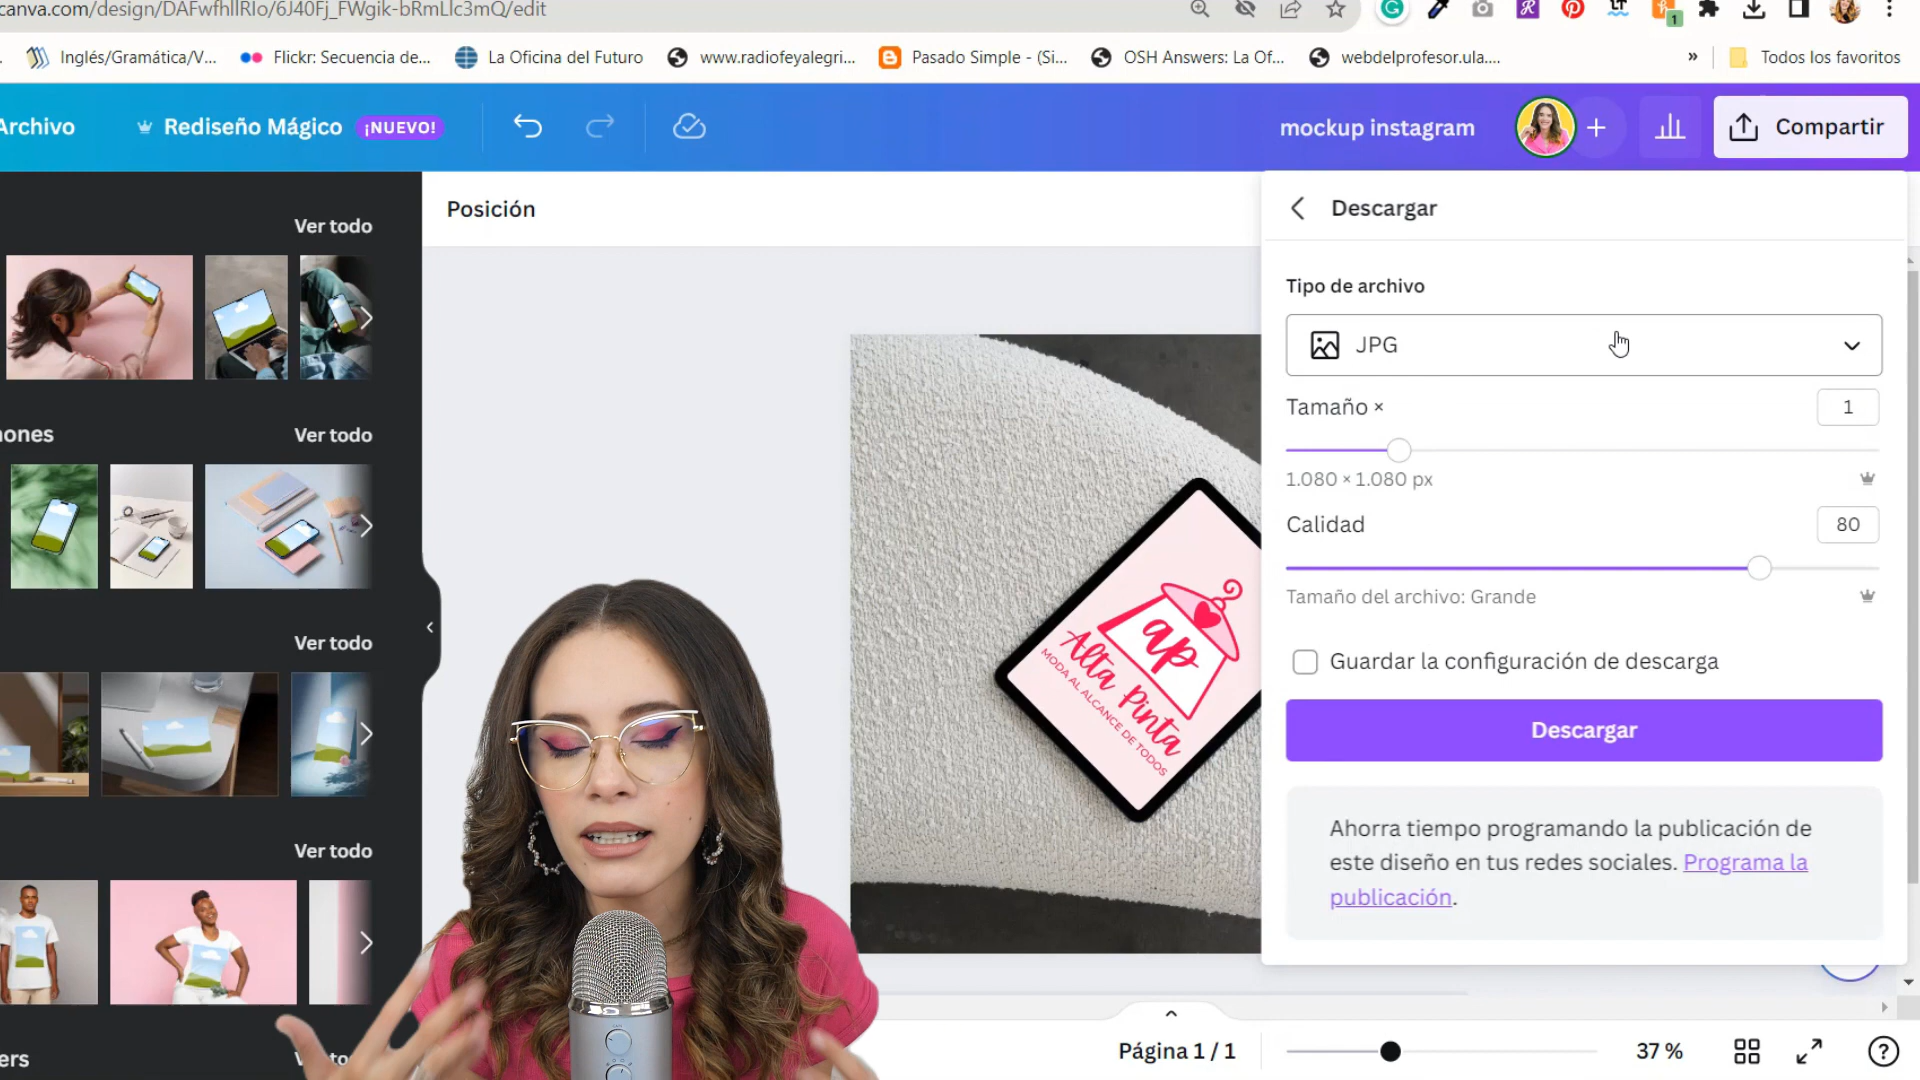 canva.com/design/DAFwfhllRIo/6J40Fj_FWgik-bRmLlc3mQ/edit
Inglés/Gramática/V...
Flickr: Secuencia de...
La Oficina del Futuro
www.radiofeyalegri...
Pasado Simple - (Si...
OSH Answers: La Of...
webdelprofesor.ula....
»
Todos los favoritos
Archivo
Rediseño Mágico
¡NUEVO!
mockup instagram
Compartir
Ver todo
Posición
Descargar
Tipo de archivo
JPG
Tamaño ×
1
1.080 × 1.080 px
Calidad
80
Tamaño del archivo: Grande
Guardar la configuración de descarga
Descargar
Ahorra tiempo programando la publicación de
este diseño en tus redes sociales. Programa la
publicación.
Ver todo
Ver todo
Ver todo
ap
Alta Pinta
MODA AL ALCANCE DE TODOS
Página 1 / 1
37 %